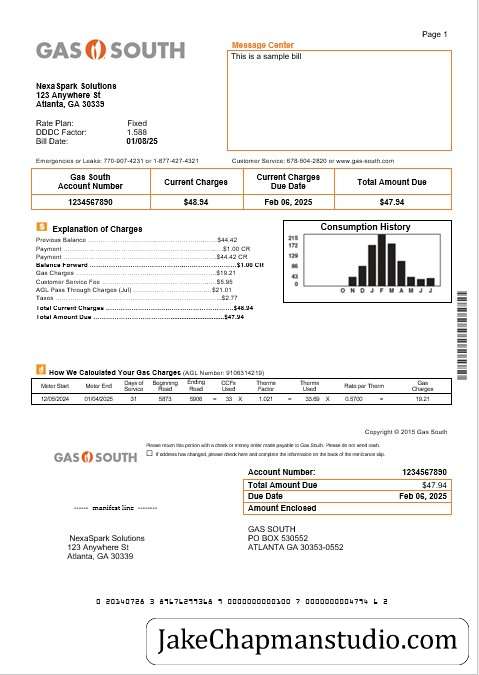 Page 1
GAS SOUTH
Message Center
This is a sample bill
NexaSpark Solutions
123 Anywhere St
Atlanta, GA 30339
Rate Plan: Fixed
DDDC Factor: 1.588
Bill Date: 01/08/25
Emergencies or Leaks: 770-907-4231 or 1-877-427-4321 Customer Service: 678-504-2820 or www.gas-south.com
Gas South Account Number Current Charges Current Charges Due Date Total Amount Due
1234567890 $48.94 Feb 06, 2025 $47.94
Explanation of Charges
Previous Balance $44.42
Payment $1.00 CR
Payment $44.42 CR
Balance Forward $1.00 CR
Gas Charges $19.21
Customer Service Fee $5.95
AGL Pass Through Charges (Jul) $21.01
Taxes $2.77
Total Current Charges $48.94
Total Amount Due $47.94
Consumption History
215
172
129
86
43
0
O N D J F M A M J J
How We Calculated Your Gas Charges (AGL Number: 9106314219)
Meter Start Meter End Days of Service Beginning Read Ending Read CCFs Used Therms Factor Therms Used Rate per Therm Gas Charges
12/05/2024 01/04/2025 31 5873 5906 = 33 X 1.021 = 33.69 X 0.5700 = 19.21
Copyright © 2015 Gas South
GAS SOUTH
Please return this portion with a check or money order made payable to Gas South. Please do not send cash.
If address has changed, please check here and complete the information on the back of the remittance slip.
Account Number: 1234567890
Total Amount Due $47.94
Due Date Feb 06, 2025
Amount Enclosed
------ manifest line --------
NexaSpark Solutions
123 Anywhere St
Atlanta, GA 30339
GAS SOUTH
PO BOX 530552
ATLANTA GA 30353-0552
0 20140728 3 89676299368 9 0000000000100 7 0000000004794 6 2
JakeChapmanstudio.com